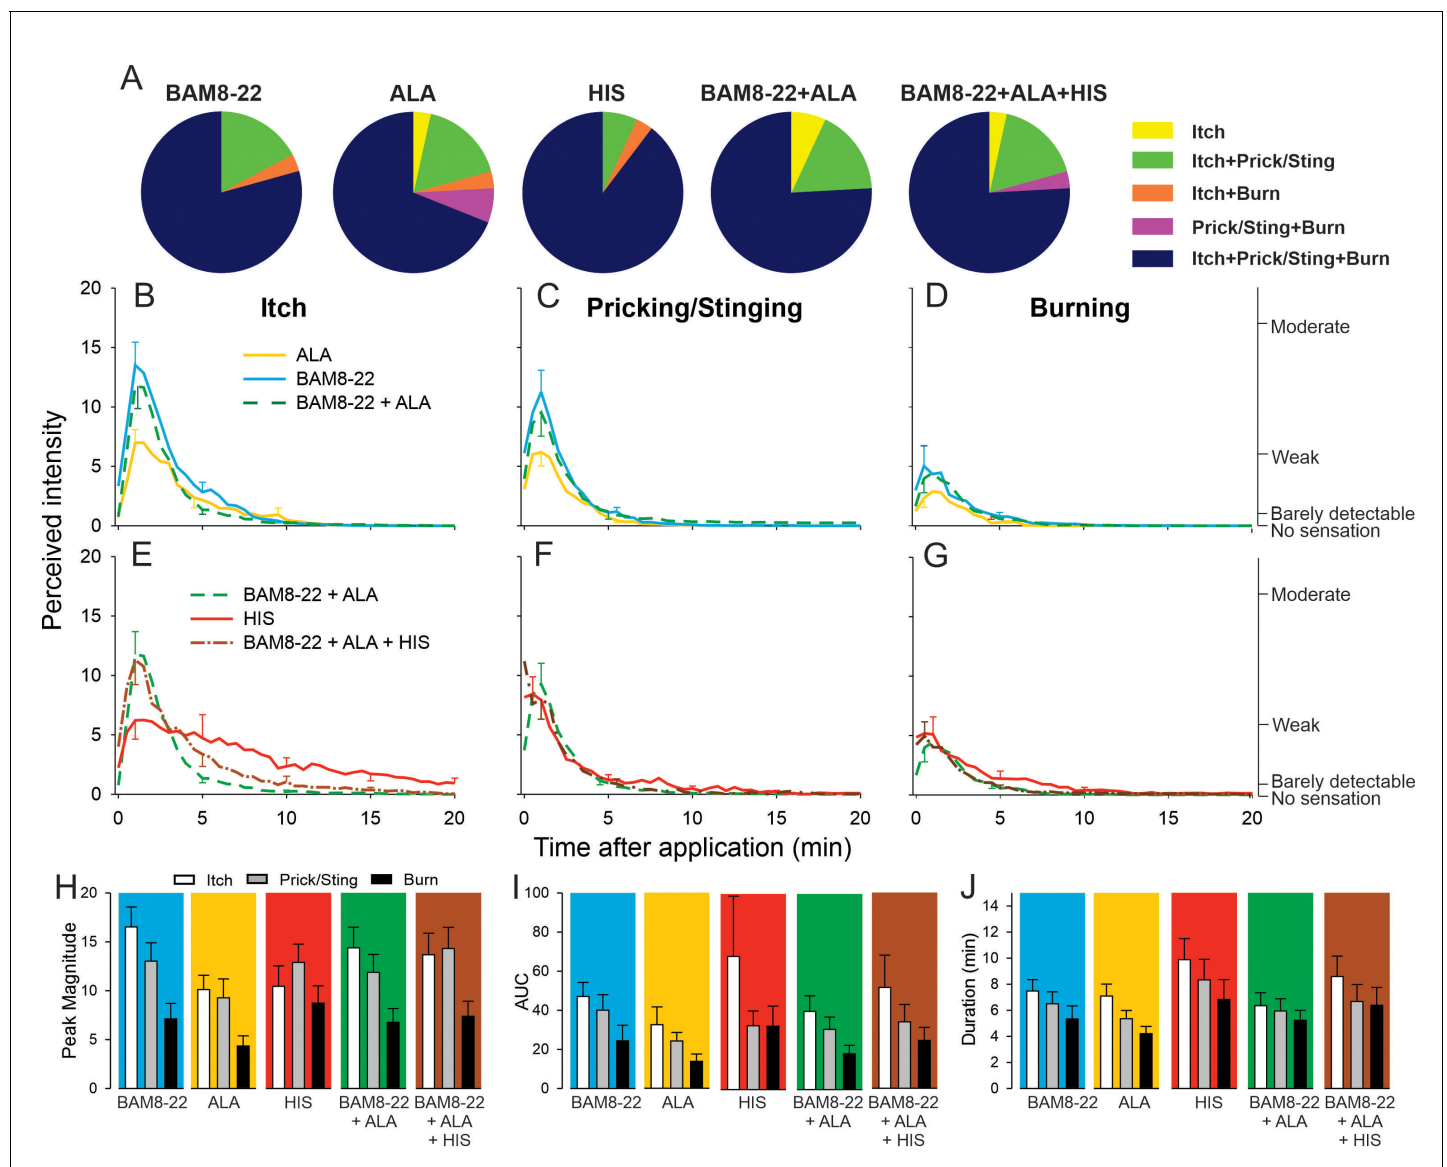 A
BAM8-22
ALA
HIS
BAM8-22+ALA
BAM8-22+ALA+HIS
Itch
Itch+Prick/Sting
Itch+Burn
Prick/Sting+Burn
Itch+Prick/Sting+Burn
Perceived intensity
B
Itch
20
15
10
5
0
ALA
BAM8-22
BAM8-22 + ALA
C
Pricking/Stinging
D
Burning
Moderate
Weak
Barely detectable
No sensation
E
20
15
10
5
0
BAM8-22 + ALA
HIS
BAM8-22 + ALA + HIS
F
G
Moderate
Weak
Barely detectable
No sensation
0 5 10 15 20
0 5 10 15 20
0 5 10 15 20
Time after application (min)
H
Itch Prick/Sting Burn
Peak Magnitude
20
15
10
5
0
BAM8-22
ALA
HIS
BAM8-22
+ ALA
BAM8-22
+ ALA
+ HIS
I
AUC
100
80
60
40
20
0
BAM8-22
ALA
HIS
BAM8-22
+ ALA
BAM8-22
+ ALA
+ HIS
J
Duration (min)
14
12
10
8
6
4
2
0
BAM8-22
ALA
HIS
BAM8-22
+ ALA
BAM8-22
+ ALA
+ HIS